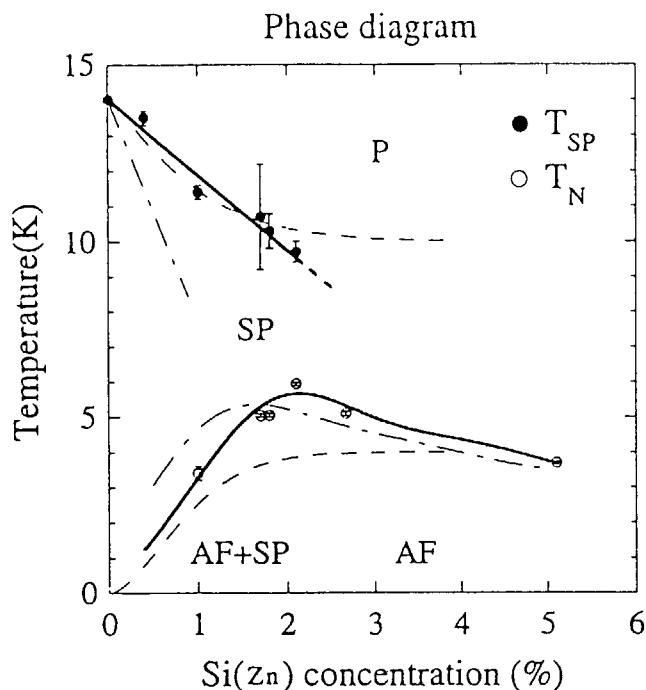 Phase diagram
15
T_SP
P
T_N
10
SP
5
AF+SP
AF
0
0
1
2
3
4
5
6
Temperature(K)
Si(Zn) concentration (%)